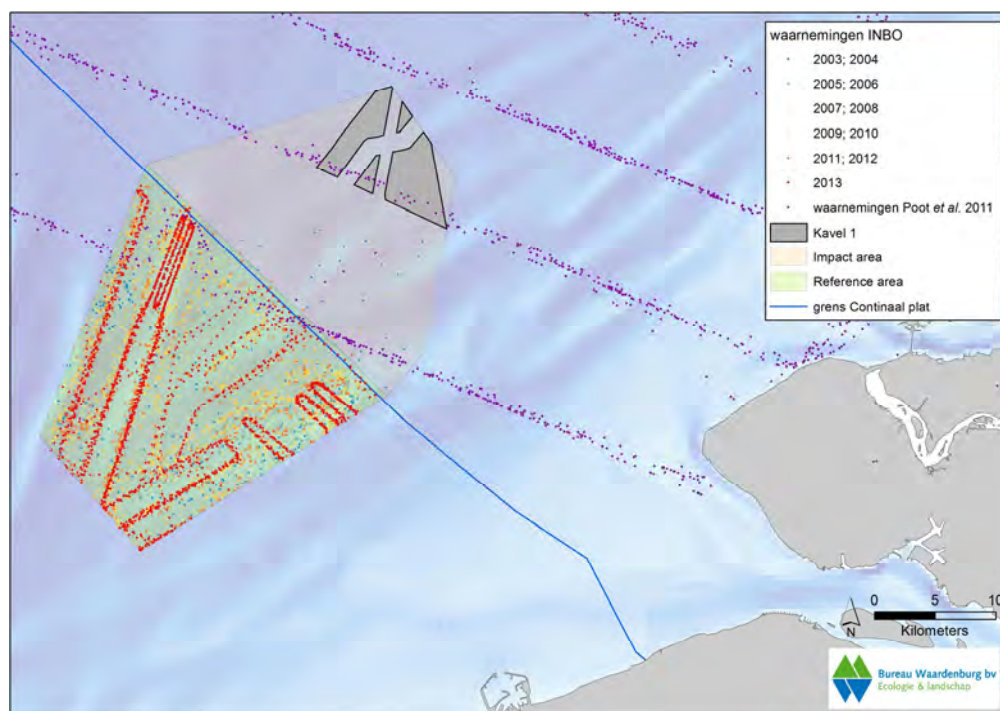 waarnemingen INBO
2003; 2004
2005; 2006
2007; 2008
2009; 2010
2011; 2012
2013
waarnemingen Poot et al. 2011
Kavel 1
Impact area
Reference area
grens Continaal plat
0 5 10
Kilometers
N
Bureau Waardenburg bv
Ecologie & landschap